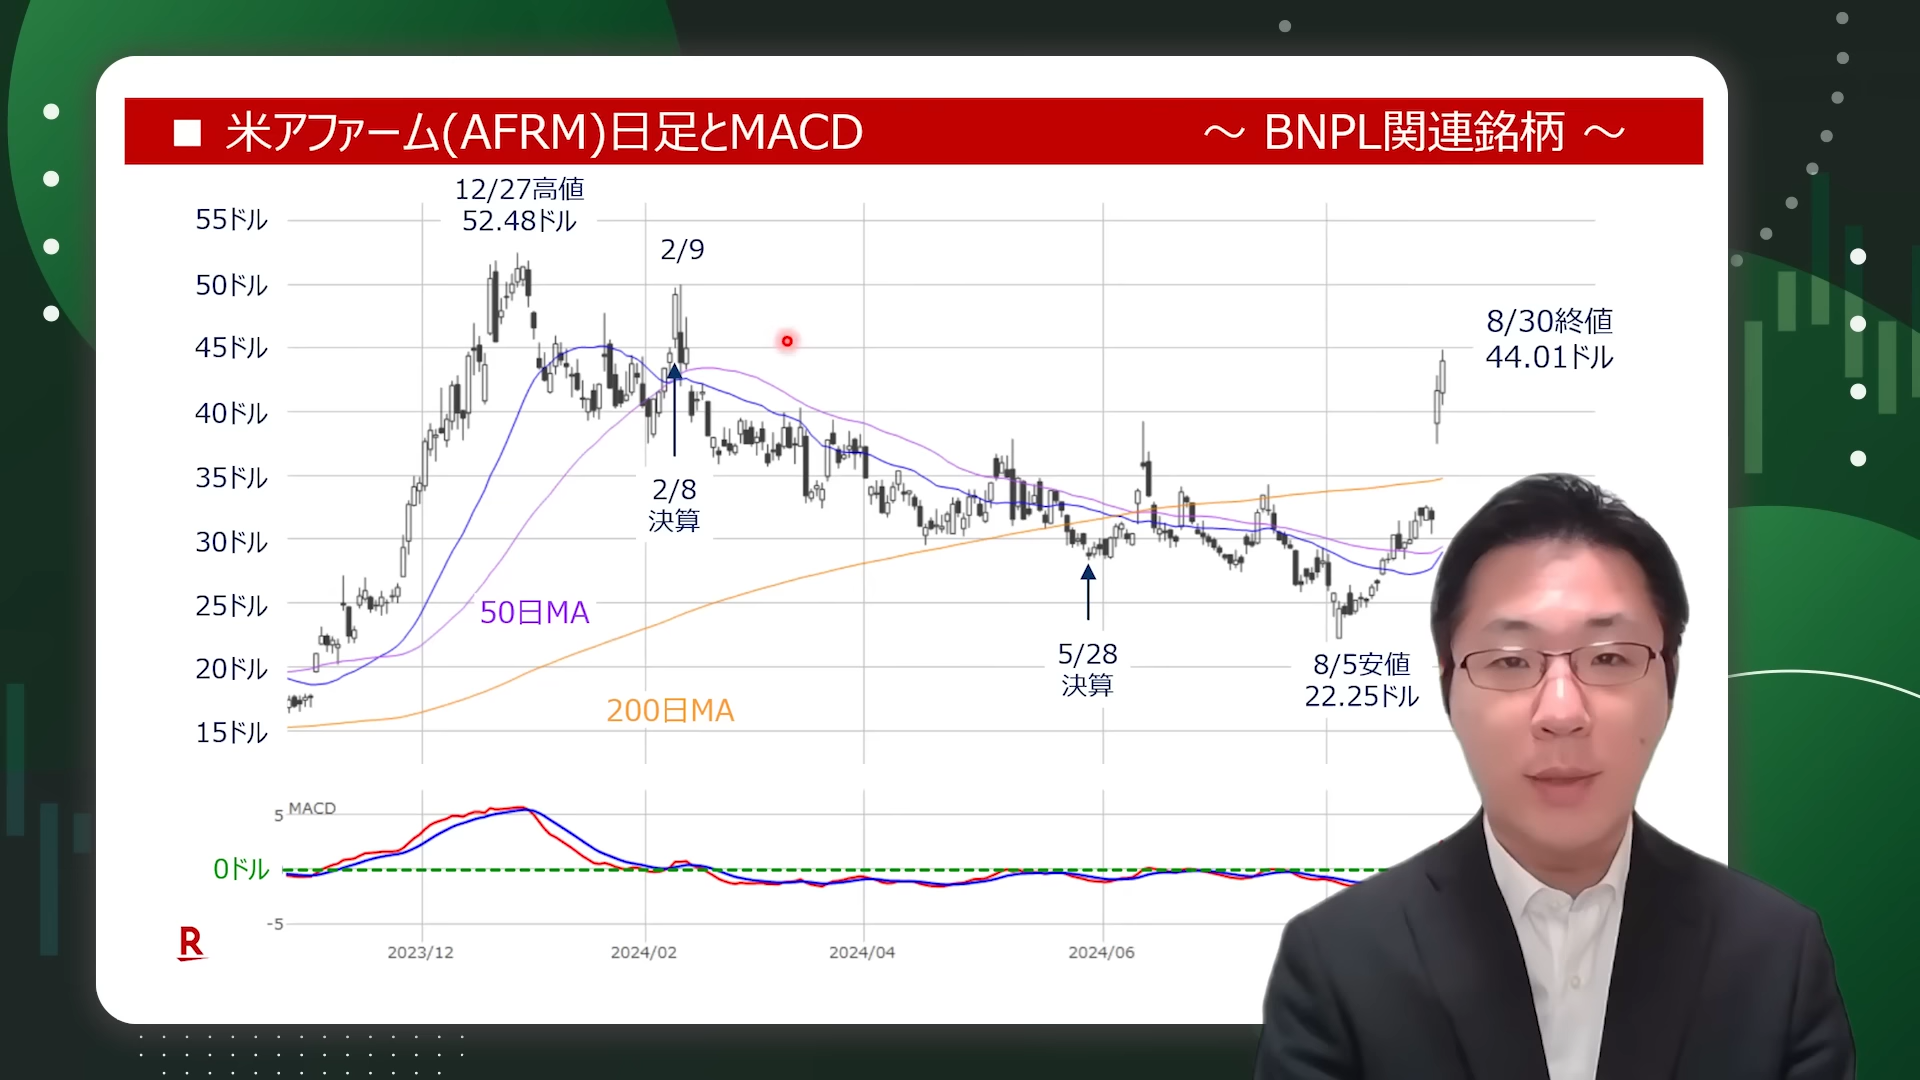 ■ 米アファーム(AFRM)日足とMACD
～ BNPL関連銘柄 ～
12/27高値
52.48ドル
2/9
8/30終値
44.01ドル
55ドル
50ドル
45ドル
40ドル
35ドル
30ドル
25ドル
20ドル
15ドル
2/8
決算
50日MA
200日MA
5/28
決算
8/5安値
22.25ドル
MACD
5
0ドル
-5
2023/12
2024/02
2024/04
2024/06
R